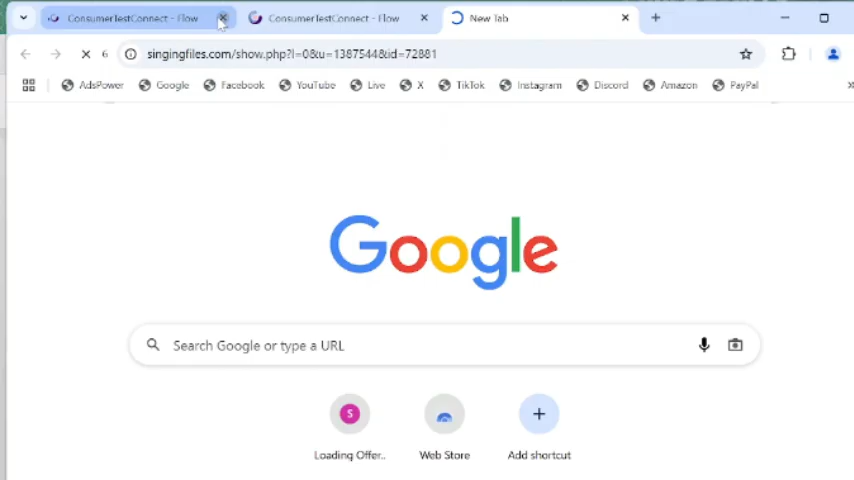 ConsumerTestConnect - Flow
ConsumerTestConnect - Flow
New Tab
6
singingfiles.com/show.php?l=0&u=1387544&id=72881
AdsPower
Google
Facebook
YouTube
Live
X
TikTok
Instagram
Discord
Amazon
PayPal
Google
Search Google or type a URL
S
Loading Offer..
Web Store
Add shortcut